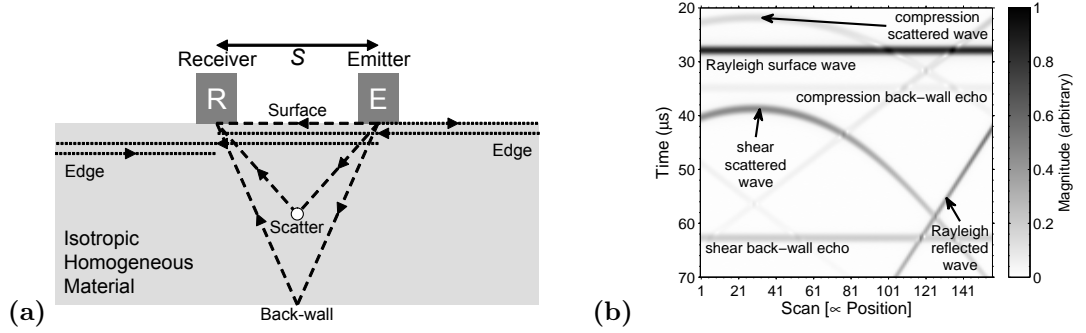 S
Receiver
Emitter
R
E
Surface
Edge
Edge
Scatter
Isotropic
Homogeneous
Material
Back-wall
(a)
20
30
40
50
60
70
Time (µs)
compression
scattered wave
Rayleigh surface wave
compression back−wall echo
shear
scattered
wave
shear back−wall echo
Rayleigh
reflected
wave
1
21
41
61
81
101
121
141
Scan [∝ Position]
1
0.8
0.6
0.4
0.2
0
Magnitude (arbitrary)
(b)